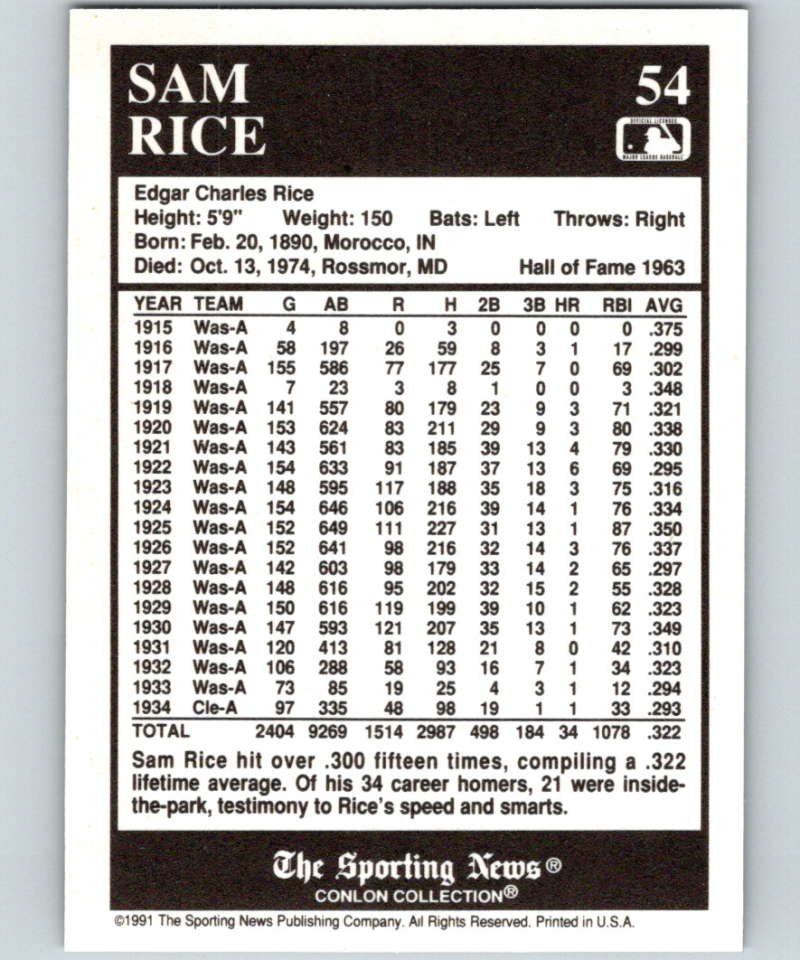 SAM
RICE
54
OFFICIAL LICENSEE
MAJOR LEAGUE BASEBALL
Edgar Charles Rice
Height: 5'9" Weight: 150 Bats: Left Throws: Right
Born: Feb. 20, 1890, Morocco, IN
Died: Oct. 13, 1974, Rossmor, MD Hall of Fame 1963
YEAR TEAM G AB R H 2B 3B HR RBI AVG
1915 Was-A 4 8 0 3 0 0 0 0 .375
1916 Was-A 58 197 26 59 8 3 1 17 .299
1917 Was-A 155 586 77 177 25 7 0 69 .302
1918 Was-A 7 23 3 8 1 0 0 3 .348
1919 Was-A 141 557 80 179 23 9 3 71 .321
1920 Was-A 153 624 83 211 29 9 3 80 .338
1921 Was-A 143 561 83 185 39 13 4 79 .330
1922 Was-A 154 633 91 187 37 13 6 69 .295
1923 Was-A 148 595 117 188 35 18 3 75 .316
1924 Was-A 154 646 106 216 39 14 1 76 .334
1925 Was-A 152 649 111 227 31 13 1 87 .350
1926 Was-A 152 641 98 216 32 14 3 76 .337
1927 Was-A 142 603 98 179 33 14 2 65 .297
1928 Was-A 148 616 95 202 32 15 2 55 .328
1929 Was-A 150 616 119 199 39 10 1 62 .323
1930 Was-A 147 593 121 207 35 13 1 73 .349
1931 Was-A 120 413 81 128 21 8 0 42 .310
1932 Was-A 106 288 58 93 16 7 1 34 .323
1933 Was-A 73 85 19 25 4 3 1 12 .294
1934 Cle-A 97 335 48 98 19 1 1 33 .293
TOTAL 2404 9269 1514 2987 498 184 34 1078 .322
Sam Rice hit over .300 fifteen times, compiling a .322
lifetime average. Of his 34 career homers, 21 were inside-
the-park, testimony to Rice's speed and smarts.
The Sporting News®
CONLON COLLECTION®
©1991 The Sporting News Publishing Company. All Rights Reserved. Printed in U.S.A.